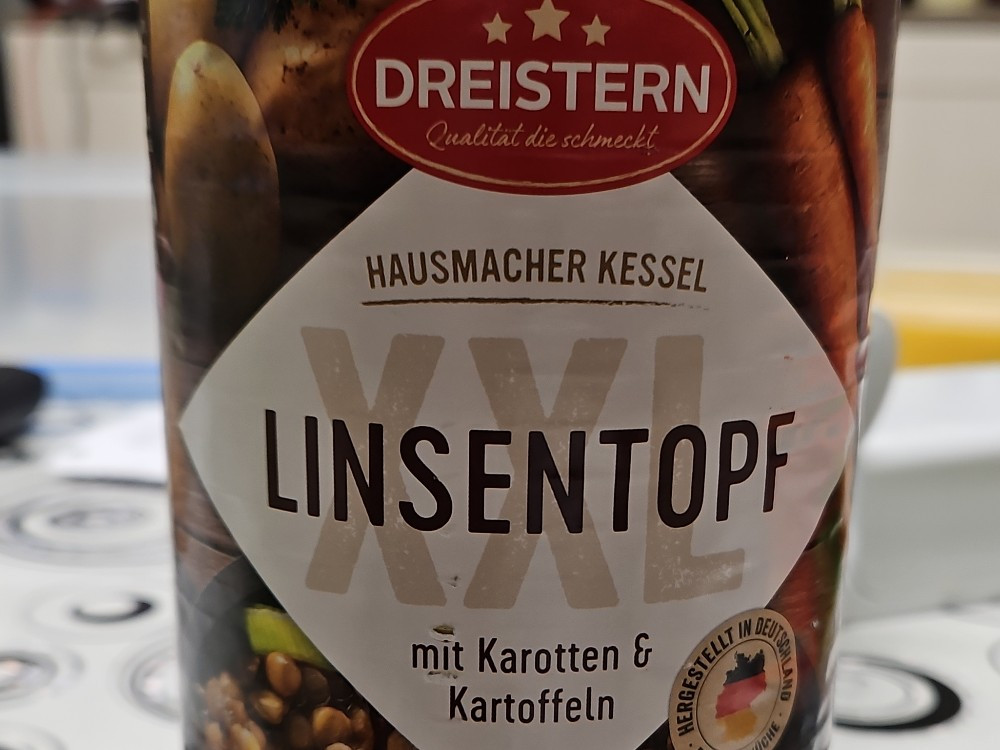 DREISTERN
Qualität die schmeckt
HAUSMACHER KESSEL
XXL
LINSENTOPF
mit Karotten &
Kartoffeln
HERGESTELLT IN DEUTSCHLAND